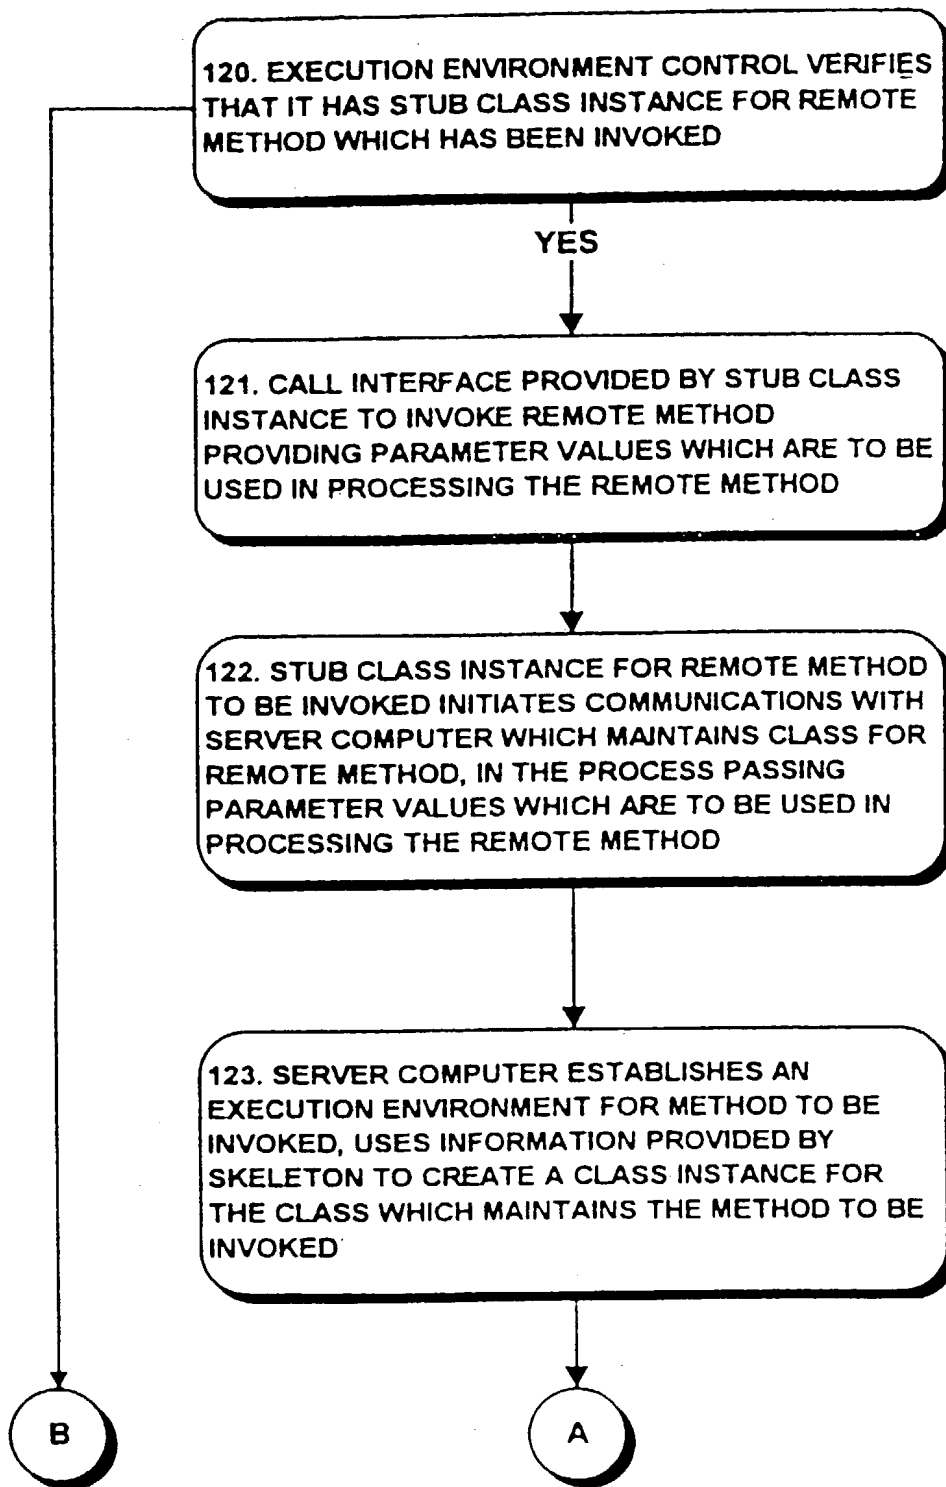 120. EXECUTION ENVIRONMENT CONTROL VERIFIES
THAT IT HAS STUB CLASS INSTANCE FOR REMOTE
METHOD WHICH HAS BEEN INVOKED
YES
121. CALL INTERFACE PROVIDED BY STUB CLASS
INSTANCE TO INVOKE REMOTE METHOD
PROVIDING PARAMETER VALUES WHICH ARE TO BE
USED IN PROCESSING THE REMOTE METHOD
122. STUB CLASS INSTANCE FOR REMOTE METHOD
TO BE INVOKED INITIATES COMMUNICATIONS WITH
SERVER COMPUTER WHICH MAINTAINS CLASS FOR
REMOTE METHOD, IN THE PROCESS PASSING
PARAMETER VALUES WHICH ARE TO BE USED IN
PROCESSING THE REMOTE METHOD
123. SERVER COMPUTER ESTABLISHES AN
EXECUTION ENVIRONMENT FOR METHOD TO BE
INVOKED, USES INFORMATION PROVIDED BY
SKELETON TO CREATE A CLASS INSTANCE FOR
THE CLASS WHICH MAINTAINS THE METHOD TO BE
INVOKED
B
A